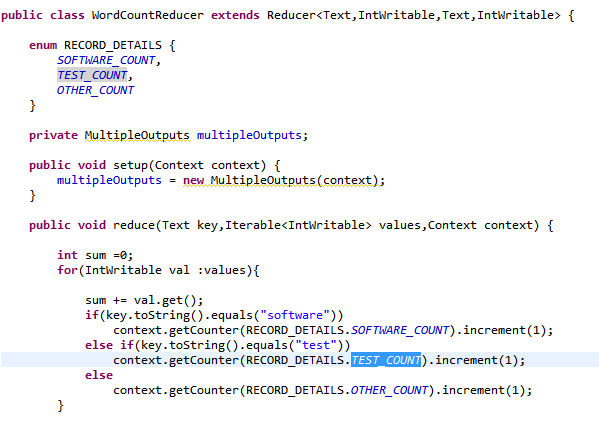 public class WordCountReducer extends Reducer<Text,IntWritable,Text,IntWritable> {
enum RECORD_DETAILS {
SOFTWARE_COUNT,
TEST_COUNT,
OTHER_COUNT
}
private MultipleOutputs multipleOutputs;
public void setup(Context context) {
multipleOutputs = new MultipleOutputs(context);
}
public void reduce(Text key,Iterable<IntWritable> values,Context context) {
int sum =0;
for(IntWritable val :values){
sum += val.get();
if(key.toString().equals("software"))
context.getCounter(RECORD_DETAILS.SOFTWARE_COUNT).increment(1);
else if(key.toString().equals("test"))
context.getCounter(RECORD_DETAILS.TEST_COUNT).increment(1);
else
context.getCounter(RECORD_DETAILS.OTHER_COUNT).increment(1);
}